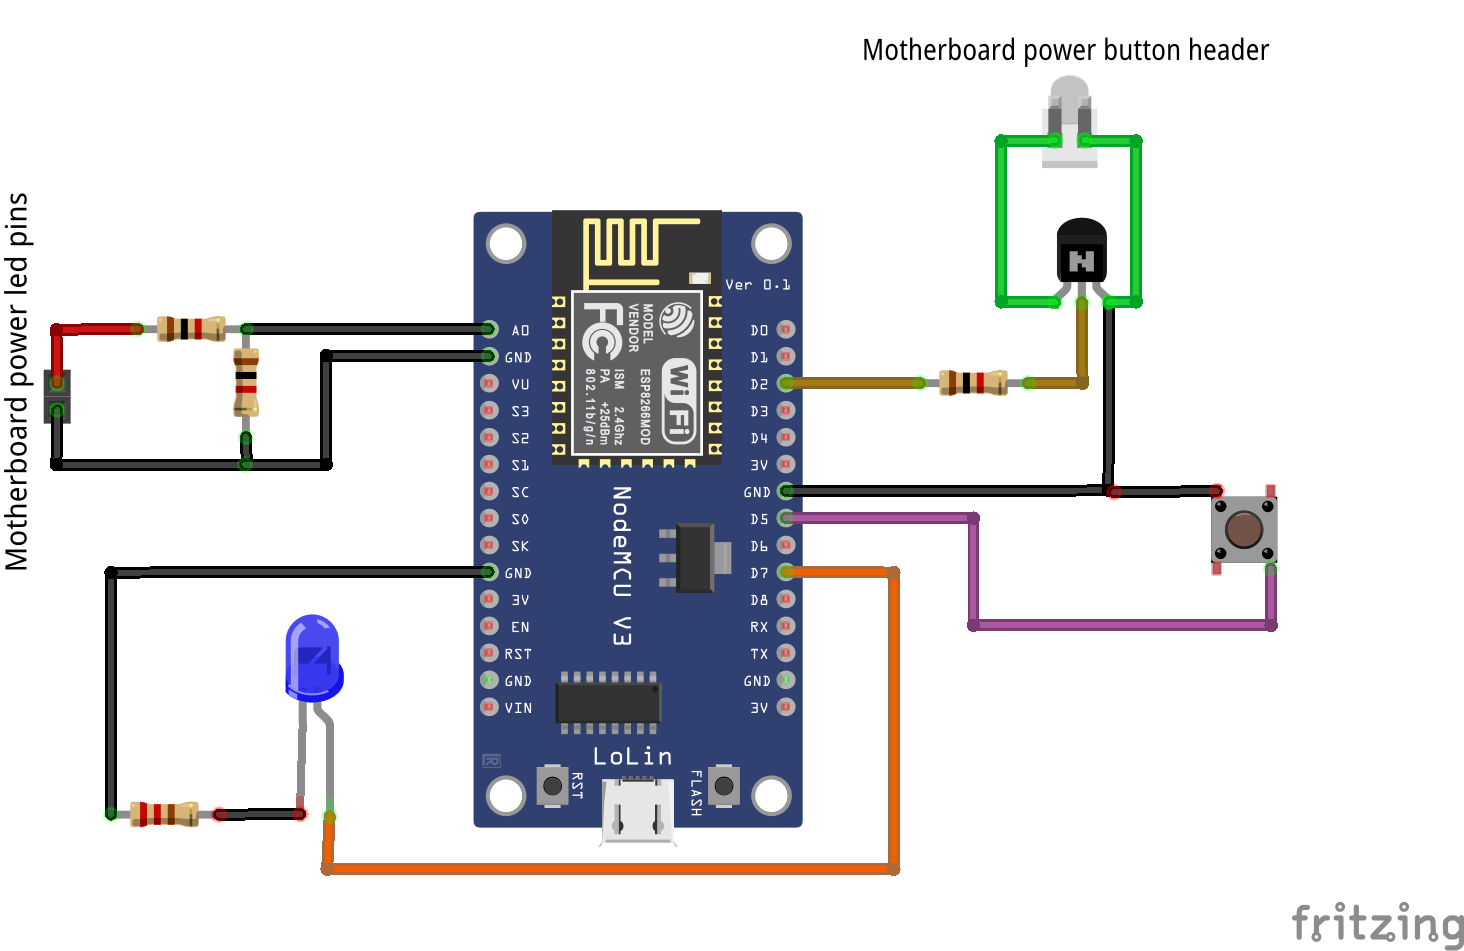 Motherboard power button header
Motherboard power led pins
Ver 0.1
MODEL
VENDOR
FC
ISM 2.4Ghz
PA +25dBm
802.11b/g/n
ESP8266MOD
Wi Fi
A0
GND
VU
S3
S2
S1
SC
S0
SK
GND
3V
EN
RST
GND
VIN
D0
D1
D2
D3
D4
3V
GND
D5
D6
D7
D8
RX
TX
GND
3V
N
NodeMCU V3
LoLin
RST
FLASH
R
fritzing